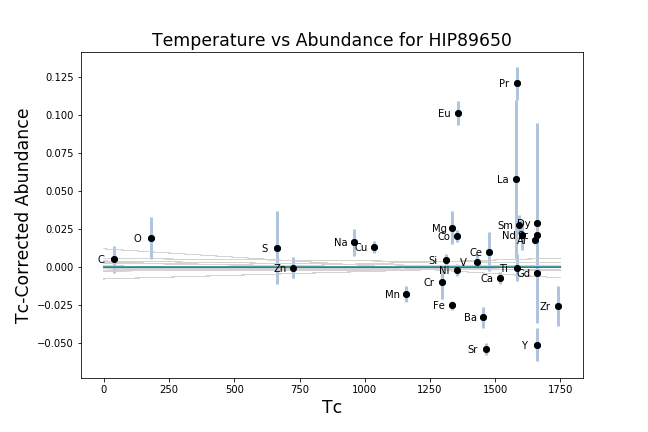 Temperature vs Abundance for HIP89650
Tc-Corrected Abundance
0.125
0.100
0.075
0.050
0.025
0.000
−0.025
−0.050
Pr
Eu
La
Sm
Dy
Mg
Co
Nd
Al
O
Na
Cu
S
Ce
C
Si
V
Zn
Ni
Ti
Gd
Cr
Ca
Mn
Fe
Zr
Ba
Sr
Y
0
250
500
750
1000
1250
1500
1750
Tc